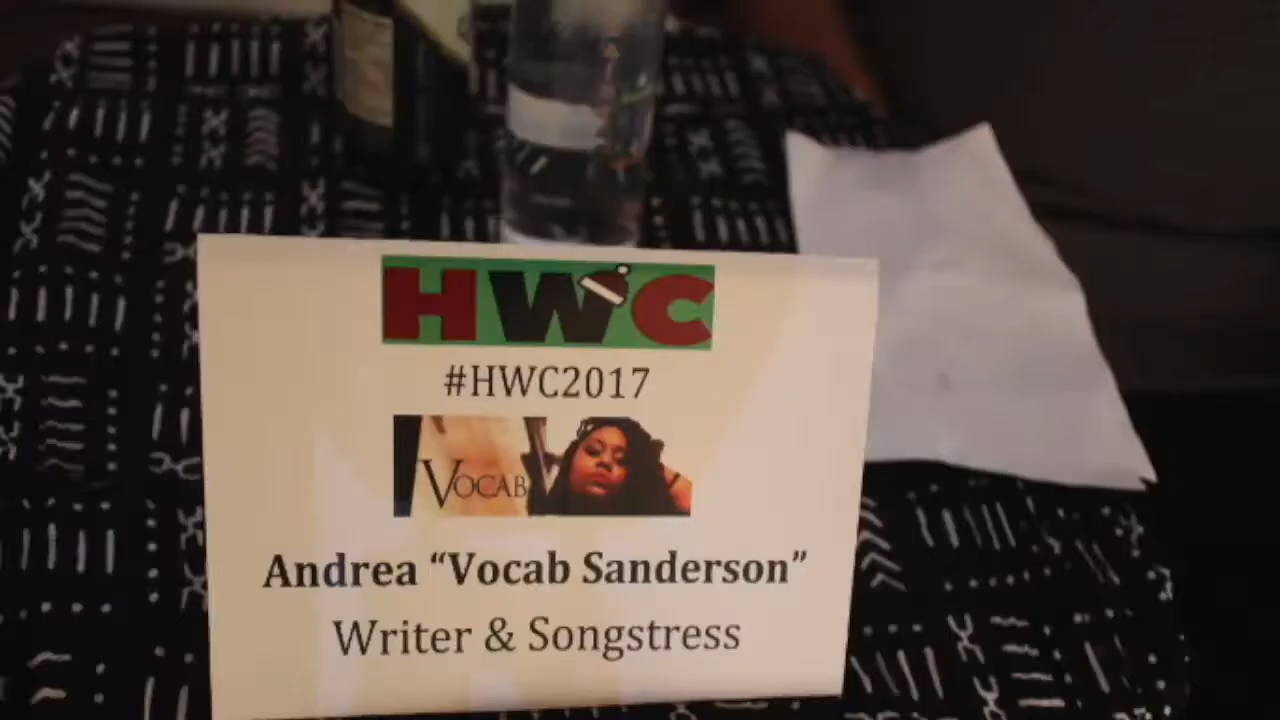 HWC
#HWC2017
VOCAB
Andrea “Vocab Sanderson”
Writer & Songstress